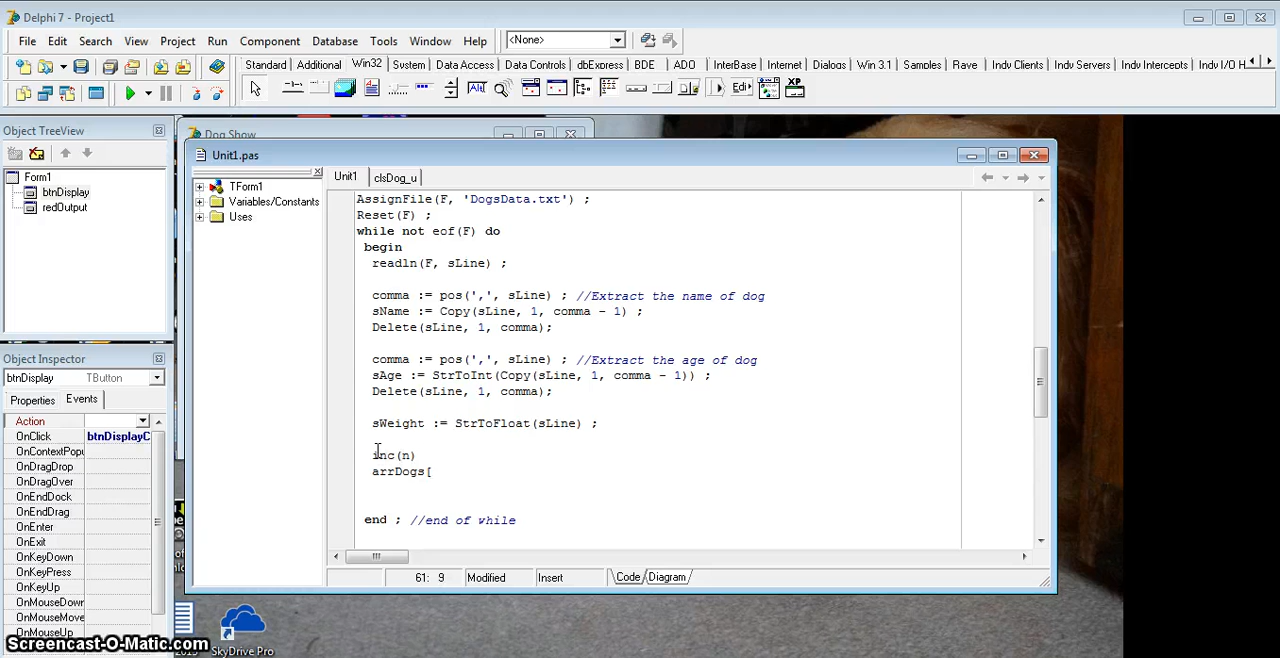 Delphi 7 - Project1
File Edit Search View Project Run Component Database Tools Window Help <None>
Standard Additional Win32 System Data Access Data Controls dbExpress BDE ADO InterBase Internet Dialogs Win 3.1 Samples Rave Indy Clients Indy Servers Indy Intercepts Indy I/O H
Object TreeView
Form1
btnDisplay
redOutput
Object Inspector
btnDisplay TButton
Properties Events
Action
OnClick btnDisplayC
OnContextPopu
OnDragDrop
OnDragOver
OnEndDock
OnEndDrag
OnEnter
OnExit
OnKeyDown
OnKeyPress
OnKeyUp
OnMouseDown
OnMouseMove
OnMouseUp
Dog Show
Unit1.pas
TForm1
Variables/Constants
Uses
Unit1 clsDog_u
AssignFile(F, 'DogsData.txt') ;
Reset(F) ;
while not eof(F) do
begin
readln(F, sLine) ;
comma := pos(',', sLine) ; //Extract the name of dog
sName := Copy(sLine, 1, comma - 1) ;
Delete(sLine, 1, comma);
comma := pos(',', sLine) ; //Extract the age of dog
sAge := StrToInt(Copy(sLine, 1, comma - 1)) ;
Delete(sLine, 1, comma);
sWeight := StrToFloat(sLine) ;
inc(n)
arrDogs[
end ; //end of while
61: 9 Modified Insert Code Diagram
SkyDrive Pro
Screencast-O-Matic.com